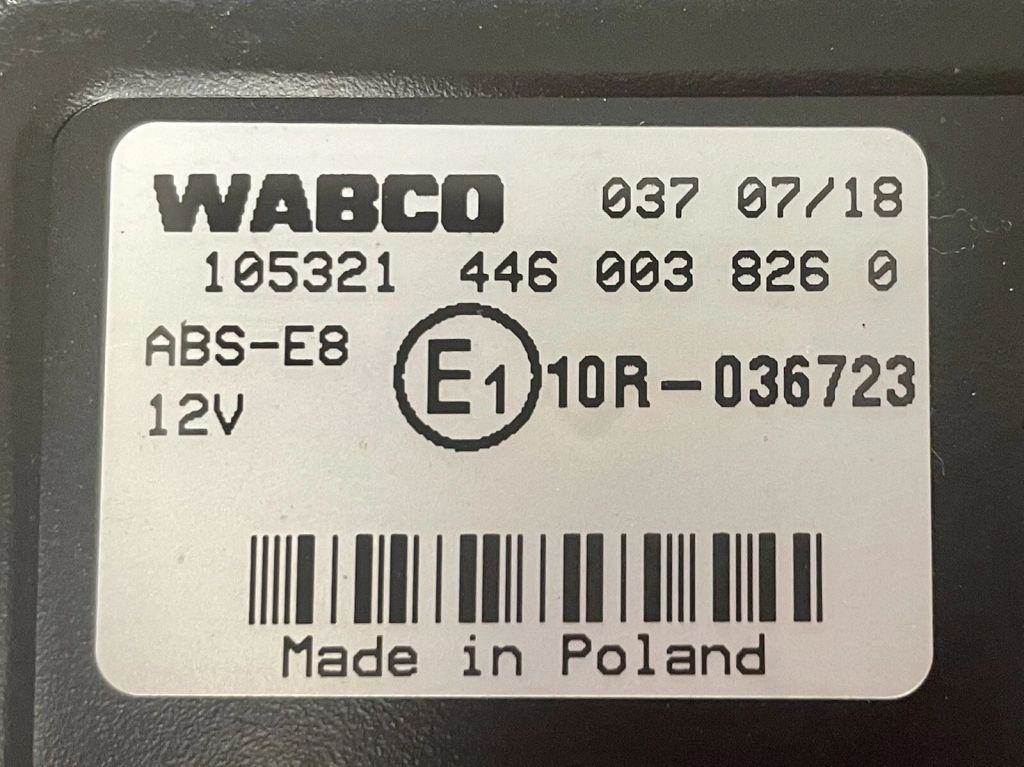 WABCO 037 07/18
105321 446 003 826 0
ABS-E8
E1 10R-036723
12V
Made in Poland